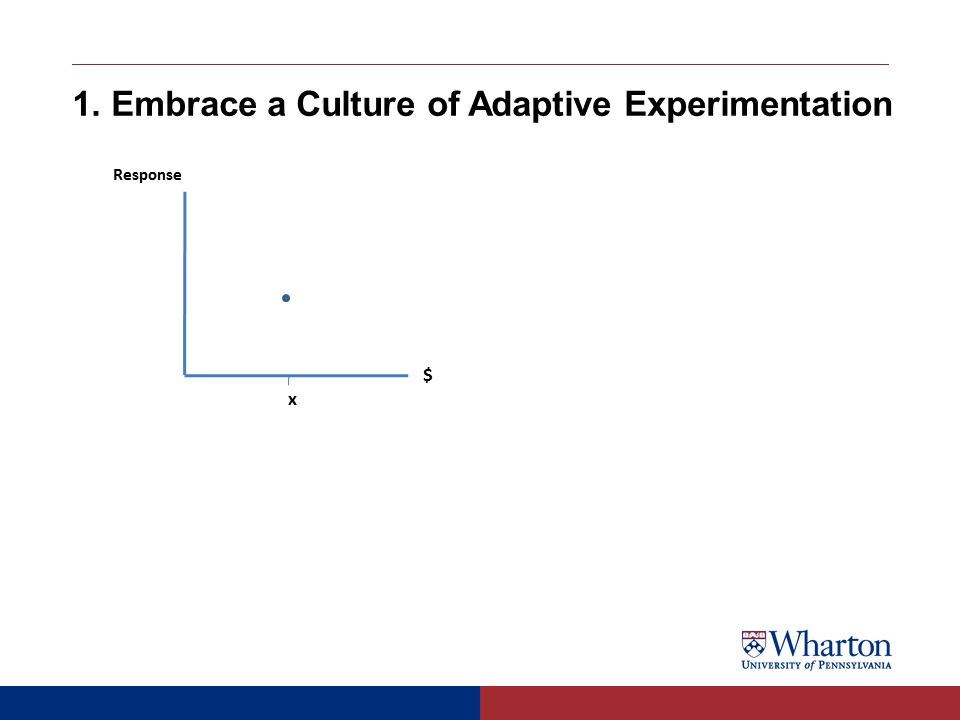 1. Embrace a Culture of Adaptive Experimentation
Response
$
x
Wharton
UNIVERSITY of PENNSYLVANIA